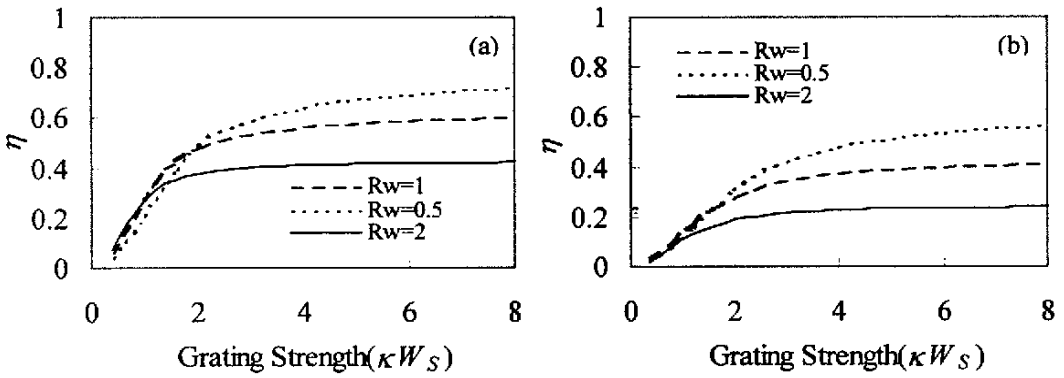 1
0.8
0.6
0.4
0.2
0
η
(a)
Rw=1
Rw=0.5
Rw=2
0 2 4 6 8
Grating Strength(κW_S)
1
0.8
0.6
0.4
0.2
0
η
(b)
Rw=1
Rw=0.5
Rw=2
0 2 4 6 8
Grating Strength(κW_S)